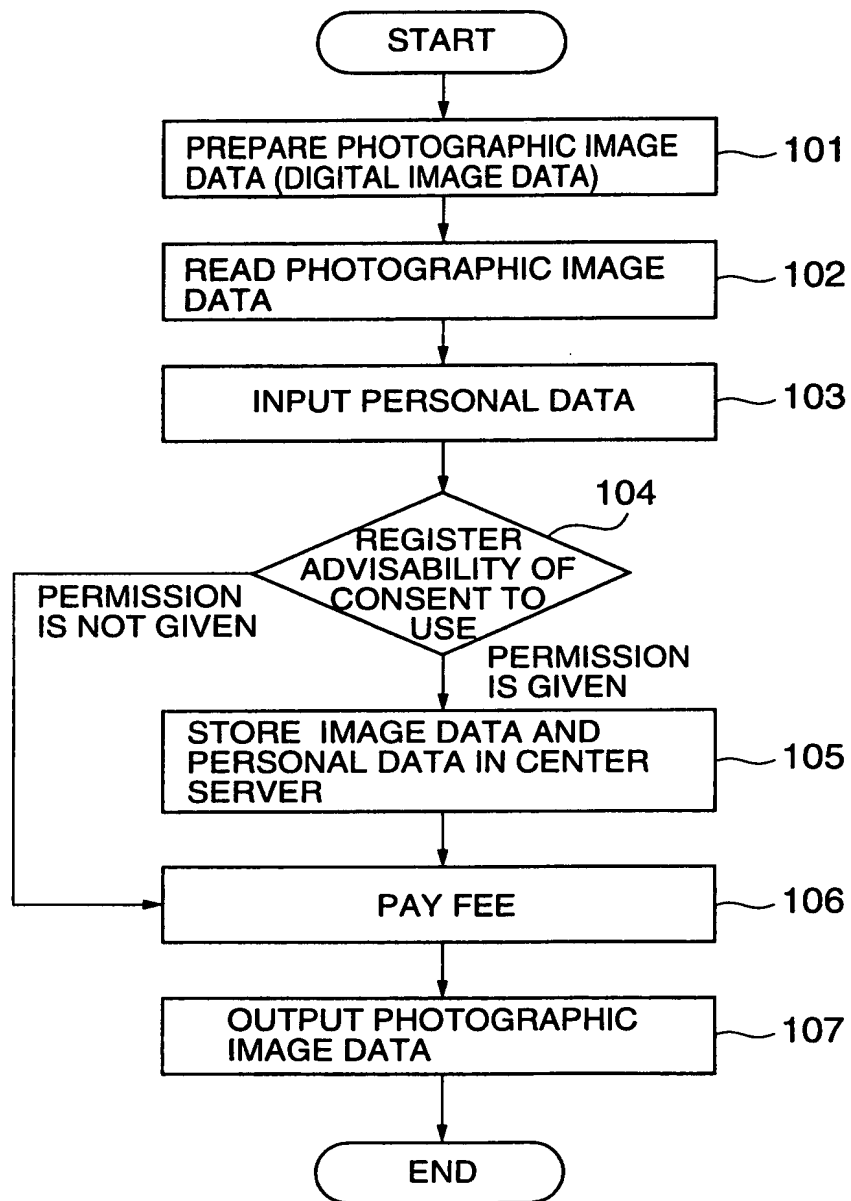 START
PREPARE PHOTOGRAPHIC IMAGE
DATA (DIGITAL IMAGE DATA)
101
READ PHOTOGRAPHIC IMAGE
DATA
102
INPUT PERSONAL DATA
103
104
REGISTER
ADVISABILITY OF
CONSENT TO
USE
PERMISSION
IS NOT GIVEN
PERMISSION
IS GIVEN
STORE IMAGE DATA AND
PERSONAL DATA IN CENTER
SERVER
105
PAY FEE
106
OUTPUT PHOTOGRAPHIC
IMAGE DATA
107
END